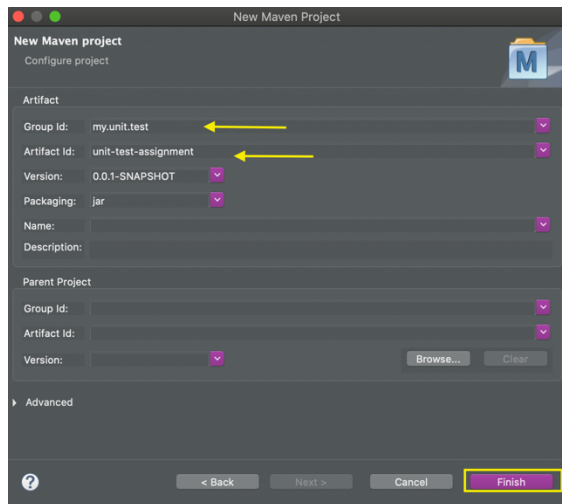 New Maven Project
New Maven project
Configure project
M
Artifact
Group Id: my.unit.test
Artifact Id: unit-test-assignment
Version: 0.0.1-SNAPSHOT
Packaging: jar
Name:
Description:
Parent Project
Group Id:
Artifact Id:
Version: Browse... Clear
Advanced
? < Back Next > Cancel Finish